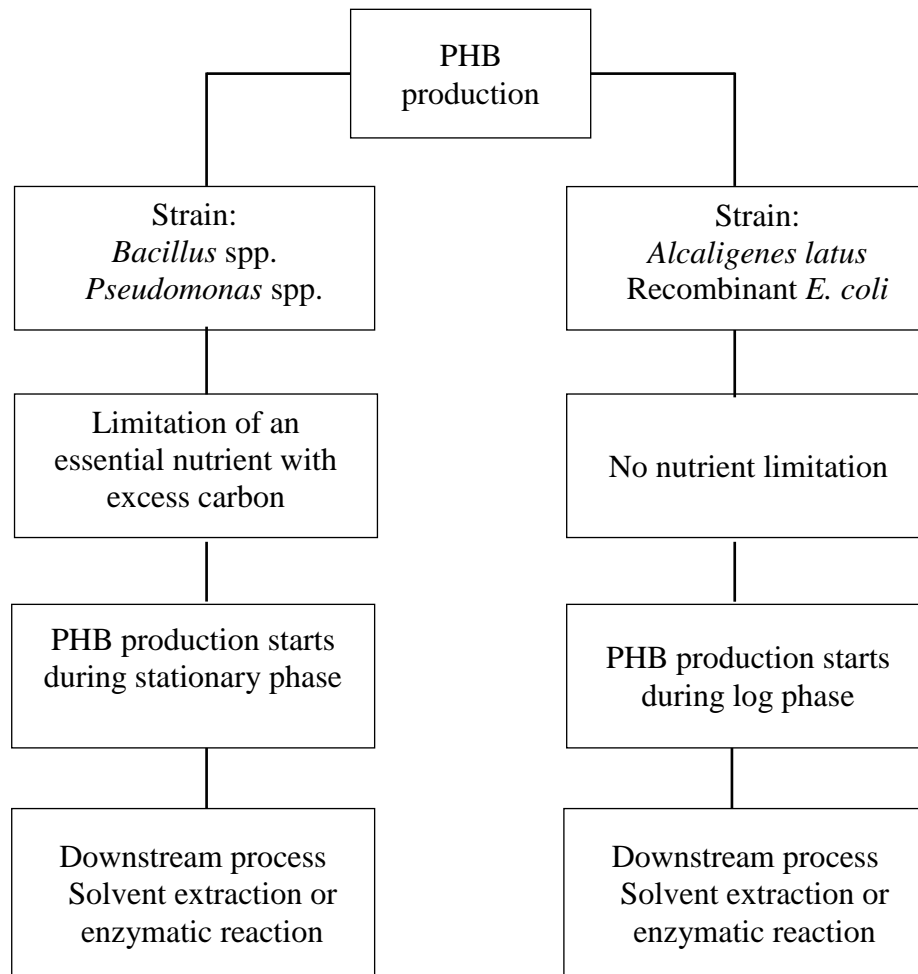 PHB
production
Strain:
Bacillus spp.
Pseudomonas spp.
Strain:
Alcaligenes latus
Recombinant E. coli
Limitation of an
essential nutrient with
excess carbon
No nutrient limitation
PHB production starts
during stationary phase
PHB production starts
during log phase
Downstream process
Solvent extraction or
enzymatic reaction
Downstream process
Solvent extraction or
enzymatic reaction